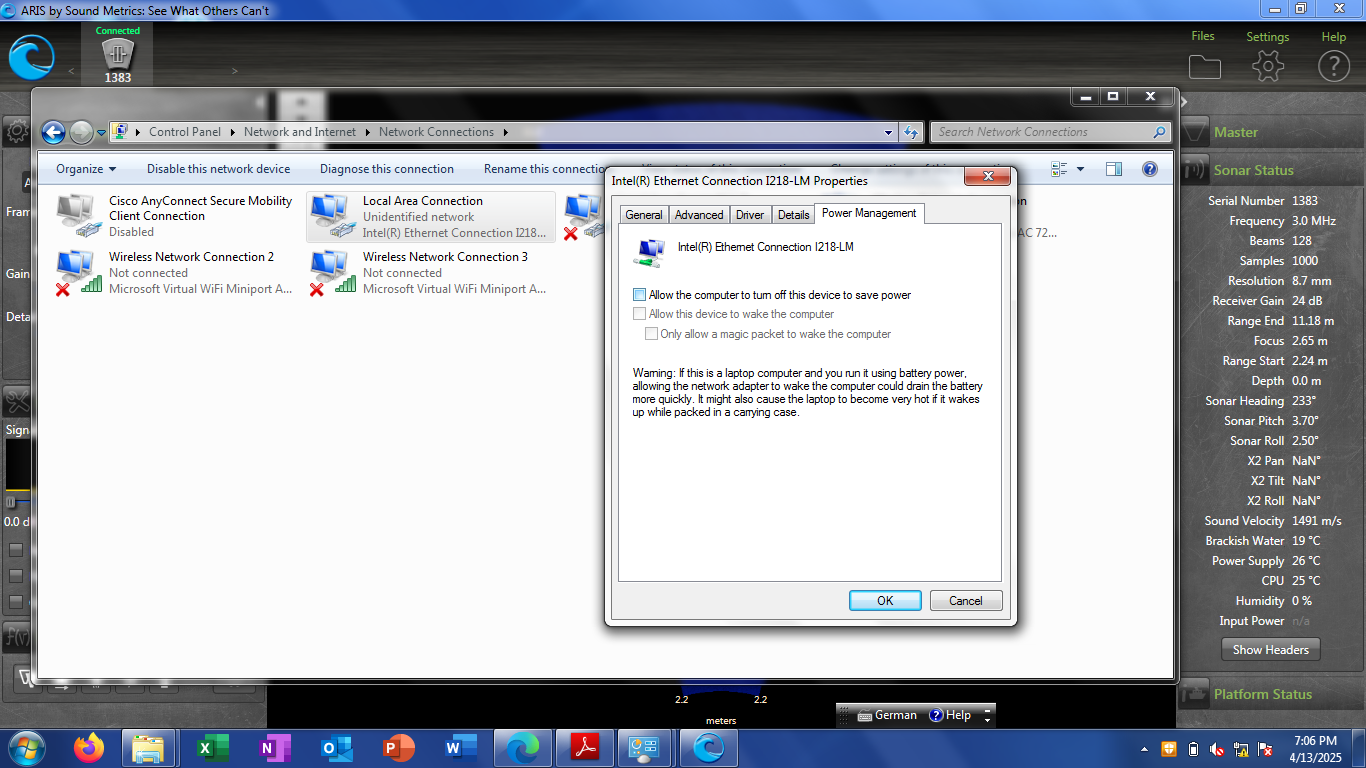 ARIS by Sound Metrics: See What Others Can't
Connected
1383
Files
Settings
Help
Control Panel
Network and Internet
Network Connections
Search Network Connections
Organize
Disable this network device
Diagnose this connection
Rename this connection
Cisco AnyConnect Secure Mobility
Client Connection
Disabled
Local Area Connection
Unidentified network
Intel(R) Ethernet Connection I218...
AC 72...
Wireless Network Connection 2
Not connected
Microsoft Virtual WiFi Miniport A...
Wireless Network Connection 3
Not connected
Microsoft Virtual WiFi Miniport A...
Intel(R) Ethernet Connection I218-LM Properties
General
Advanced
Driver
Details
Power Management
Intel(R) Ethernet Connection I218-LM
Allow the computer to turn off this device to save power
Allow this device to wake the computer
Only allow a magic packet to wake the computer
Warning: If this is a laptop computer and you run it using battery power,
allowing the network adapter to wake the computer could drain the battery
more quickly. It might also cause the laptop to become very hot if it wakes
up while packed in a carrying case.
OK
Cancel
Master
Sonar Status
Serial Number 1383
Frequency 3.0 MHz
Beams 128
Samples 1000
Resolution 8.7 mm
Receiver Gain 24 dB
Range End 11.18 m
Focus 2.65 m
Range Start 2.24 m
Depth 0.0 m
Sonar Heading 233°
Sonar Pitch 3.70°
Sonar Roll 2.50°
X2 Pan NaN°
X2 Tilt NaN°
X2 Roll NaN°
Sound Velocity 1491 m/s
Brackish Water 19 °C
Power Supply 26 °C
CPU 25 °C
Humidity 0 %
Input Power n/a
Show Headers
Platform Status
Fram
Gain
Deta
Sign
0.0 d
f(v)
2.2
2.2
meters
German
Help
7:06 PM
4/13/2025